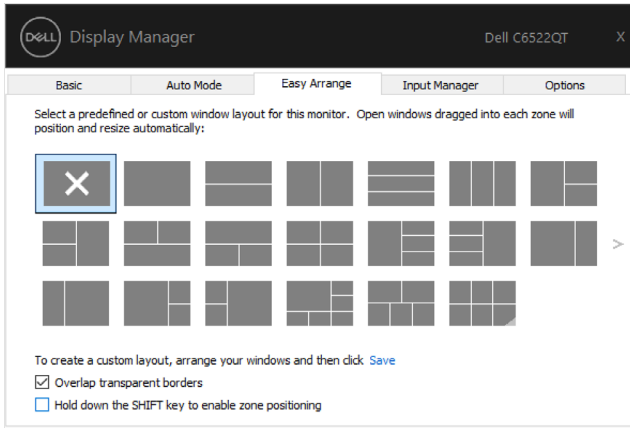 DELL Display Manager Dell C6522QT X
Basic Auto Mode Easy Arrange Input Manager Options
Select a predefined or custom window layout for this monitor. Open windows dragged into each zone will
position and resize automatically:
To create a custom layout, arrange your windows and then click Save
Overlap transparent borders
Hold down the SHIFT key to enable zone positioning